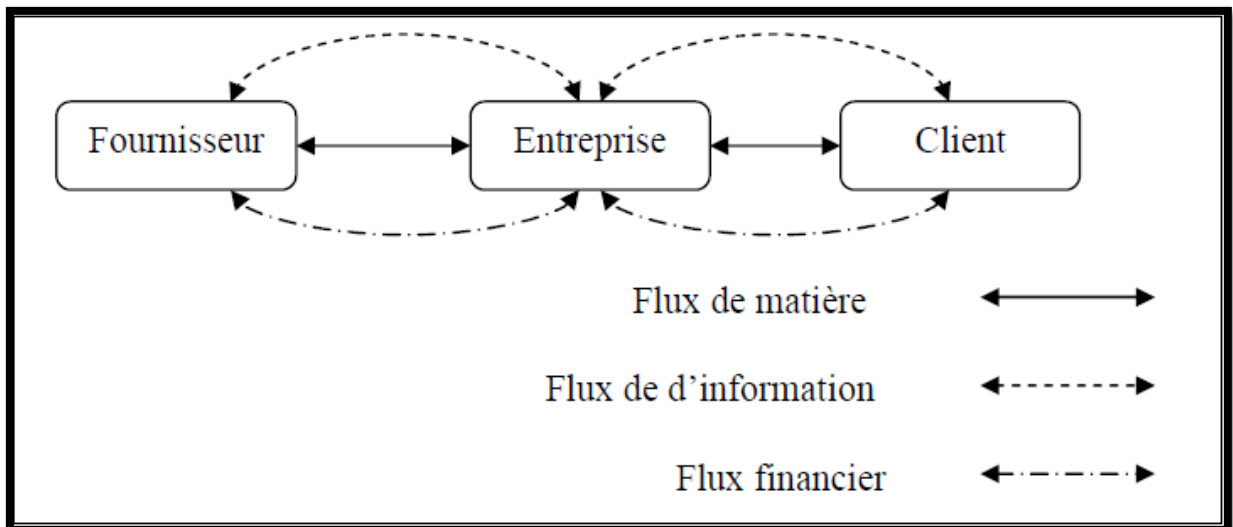 Fournisseur
Entreprise
Client
Flux de matière
Flux de d’information
Flux financier